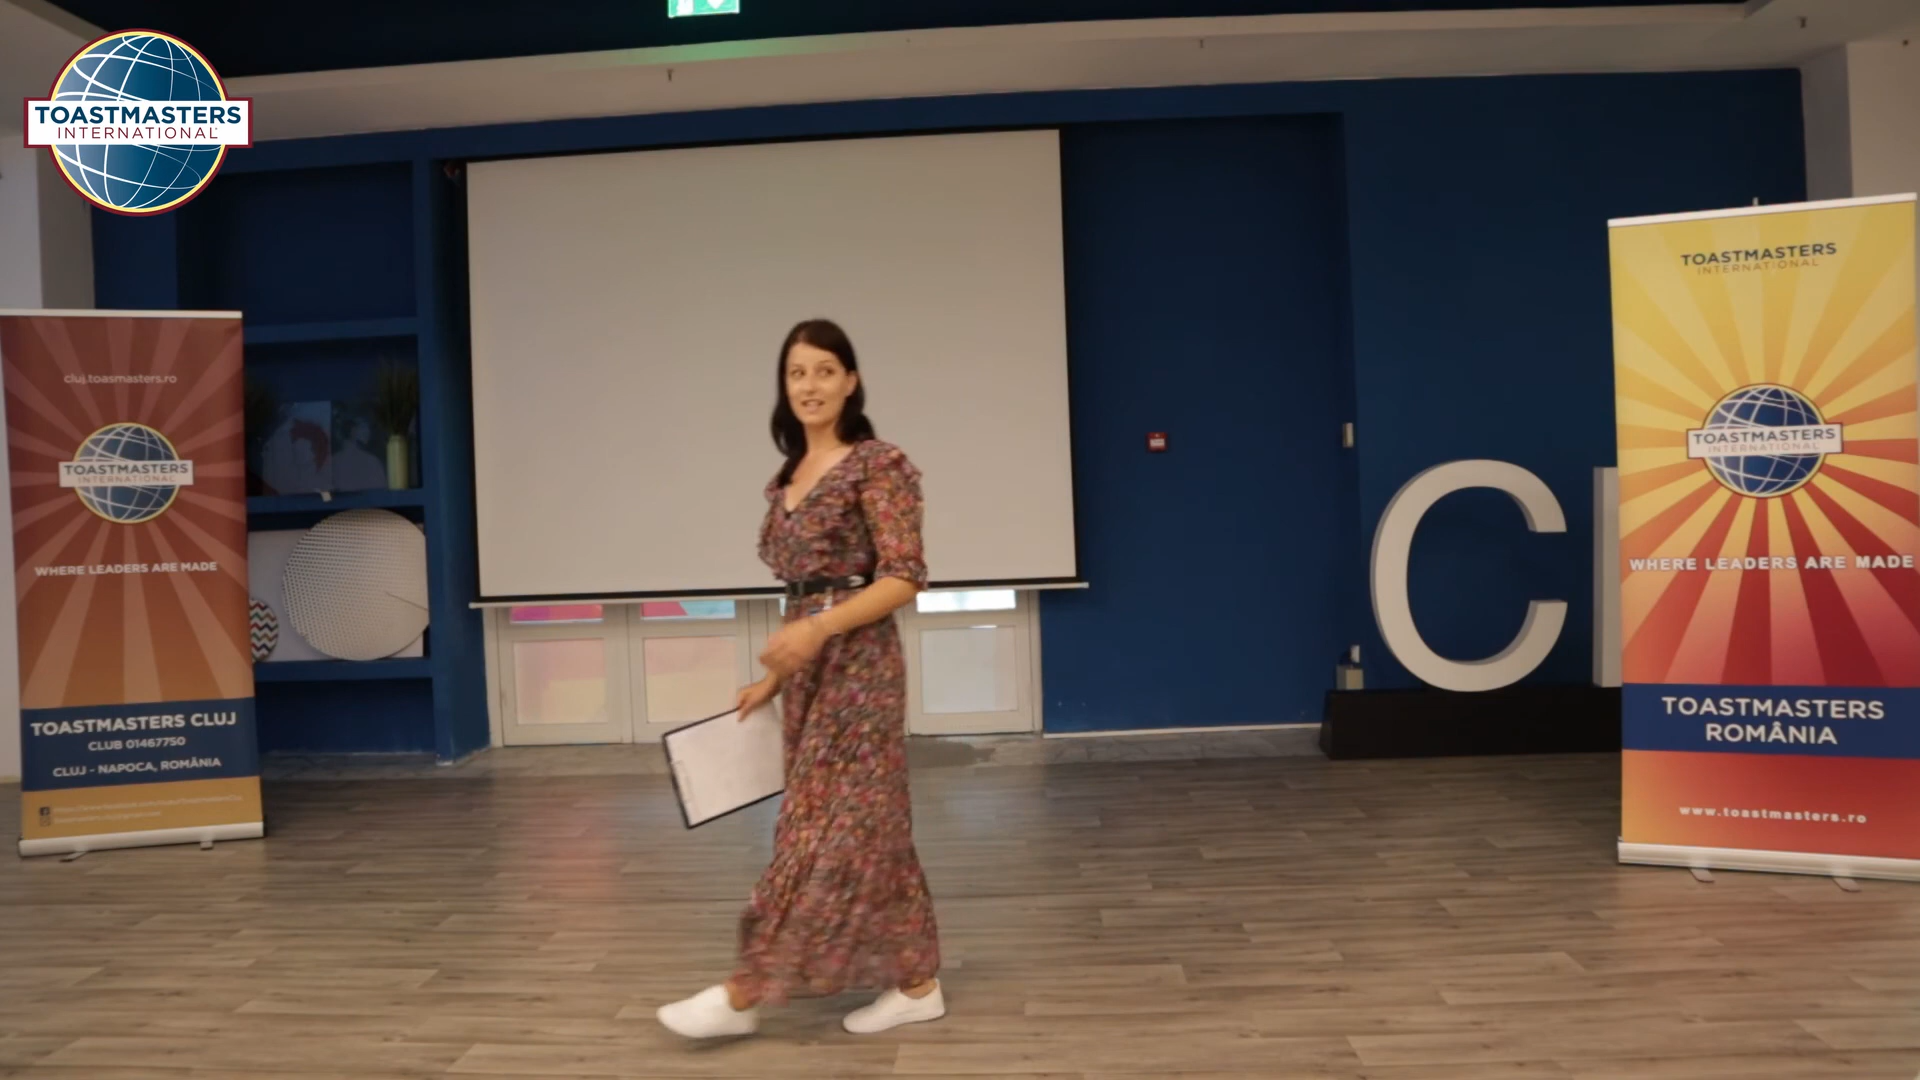 TOASTMASTERS
INTERNATIONAL
cluj.toasmasters.ro
TOASTMASTERS
INTERNATIONAL
WHERE LEADERS ARE MADE
TOASTMASTERS CLUJ
CLUB 01467750
CLUJ - NAPOCA, ROMÂNIA
Cl
TOASTMASTERS
INTERNATIONAL
TOASTMASTERS
INTERNATIONAL
WHERE LEADERS ARE MADE
TOASTMASTERS
ROMÂNIA
www.toastmasters.ro